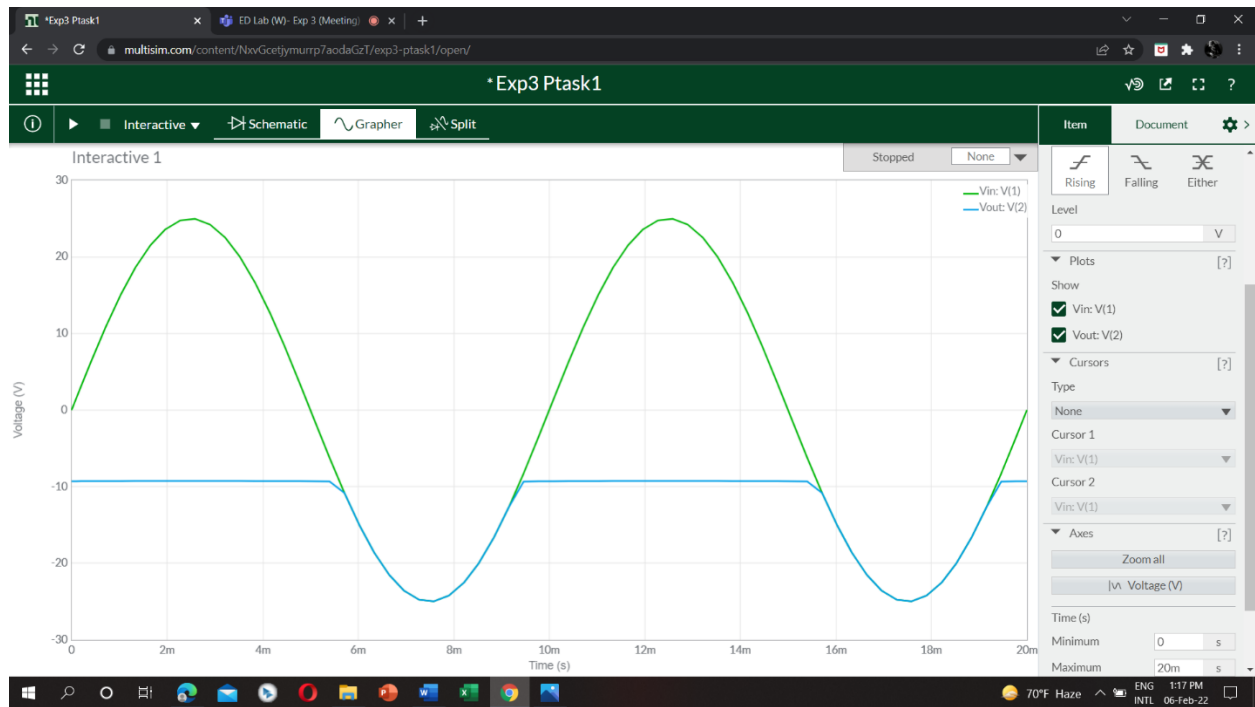 *Exp3 Ptask1
ED Lab (W)- Exp 3 (Meeting)
multisim.com/content/NxvGcetjymurrp7aodaGzT/exp3-ptask1/open/
*Exp3 Ptask1
Interactive
Schematic
Grapher
Split
Item
Document
Interactive 1
Stopped
None
Vin: V(1)
Vout: V(2)
30
20
10
0
-10
-20
-30
Voltage (V)
0 2m 4m 6m 8m 10m 12m 14m 16m 18m 20m
Time (s)
Rising Falling Either
Level
0 V
Plots [?]
Show
Vin: V(1)
Vout: V(2)
Cursors [?]
Type
None
Cursor 1
Vin: V(1)
Cursor 2
Vin: V(1)
Axes [?]
Zoom all
Voltage (V)
Time (s)
Minimum 0 s
Maximum 20m s
70°F Haze
ENG
INTL
1:17 PM
06-Feb-22